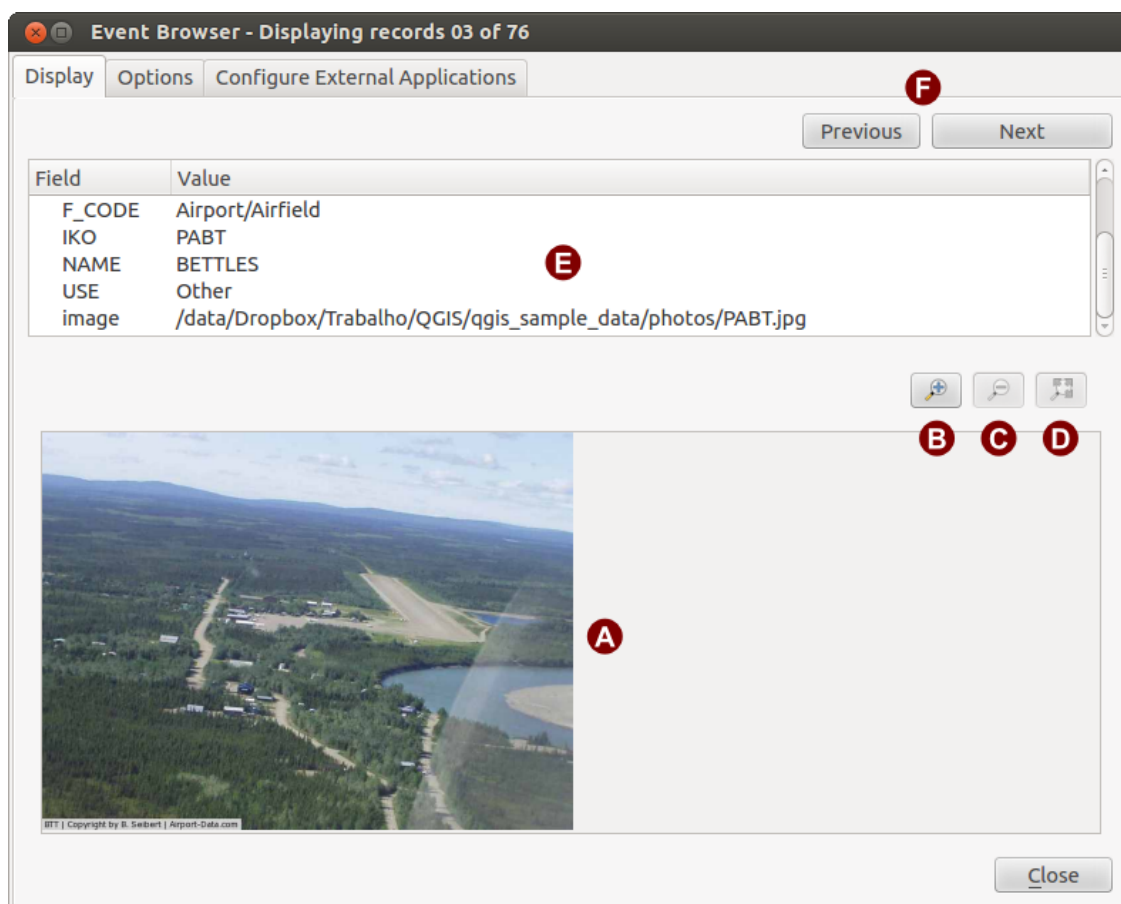 Event Browser - Displaying records 03 of 76
Display Options Configure External Applications
F
Previous Next
Field Value
F_CODE Airport/Airfield
IKO PABT
NAME BETTLES
E
USE Other
image /data/Dropbox/Trabalho/QGIS/qgis_sample_data/photos/PABT.jpg
B C D
A
BTT | Copyright by B. Seibert | Airport-Data.com
Close